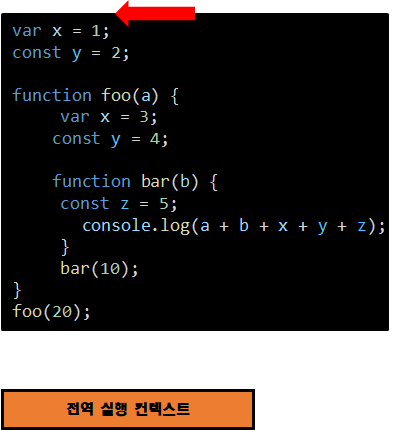 var x = 1;
const y = 2;
function foo(a) {
var x = 3;
const y = 4;
function bar(b) {
const z = 5;
console.log(a + b + x + y + z);
}
bar(10);
}
foo(20);
전역 실행 컨텍스트